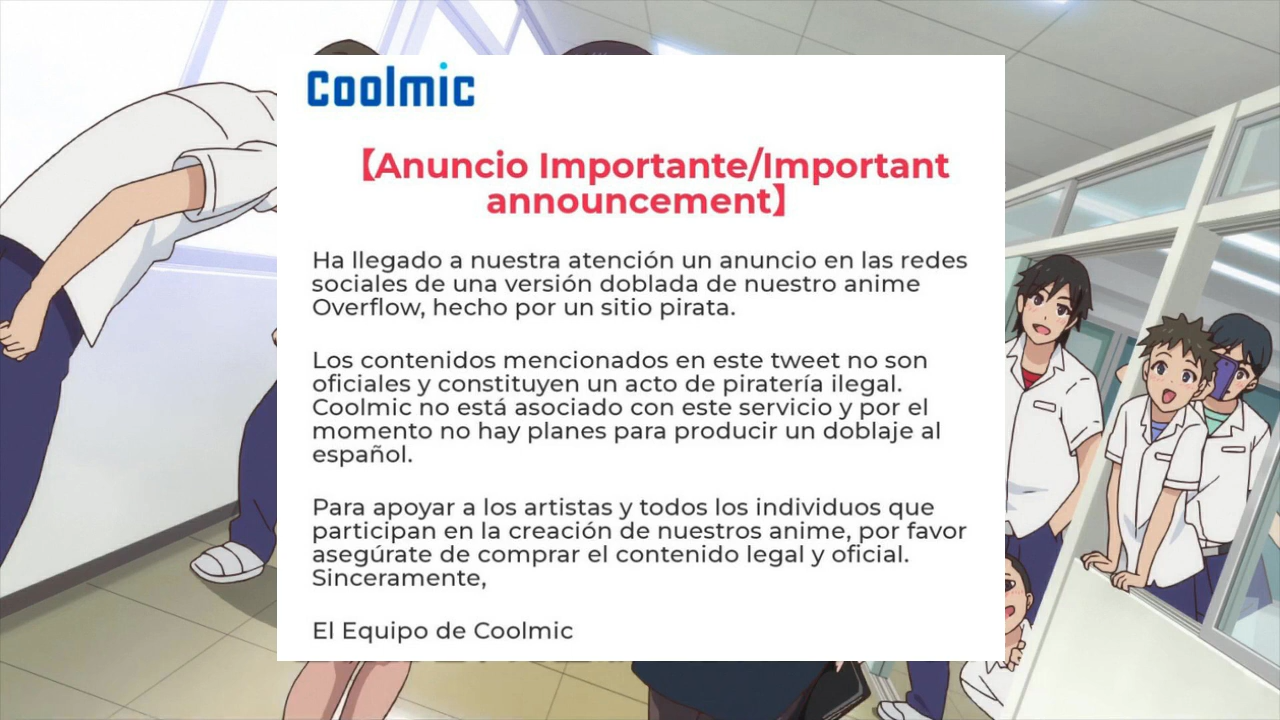 Coolmic
【Anuncio Importante/Important
announcement】
Ha llegado a nuestra atención un anuncio en las redes
sociales de una versión doblada de nuestro anime
Overflow, hecho por un sitio pirata.
Los contenidos mencionados en este tweet no son
oficiales y constituyen un acto de piratería ilegal.
Coolmic no está asociado con este servicio y por el
momento no hay planes para producir un doblaje al
español.
Para apoyar a los artistas y todos los individuos que
participan en la creación de nuestros anime, por favor
asegúrate de comprar el contenido legal y oficial.
Sinceramente,
El Equipo de Coolmic